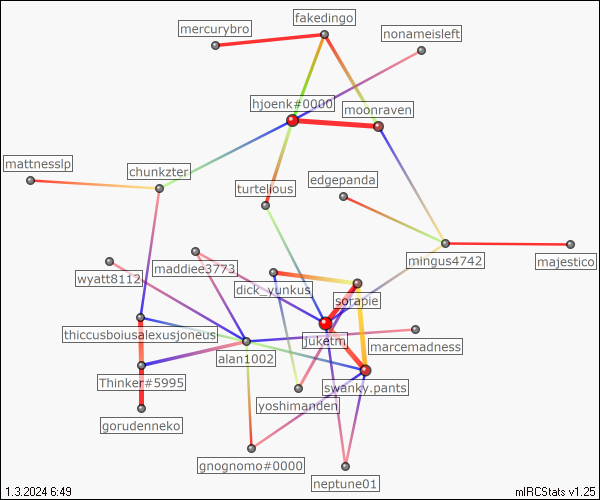 fakedingo
mercurybro
nonameisleft
hjoenk#0000
moonraven
mattnesslp
chunkzter
edgepanda
turtelious
mingus4742
majestico
maddiee3773
wyatt8112
dick_yunkus
sorapie
thiccusboiusalexusjoneus
juketm
marcemadness
alan1002
Thinker#5995
swanky.pants
yoshimanden
gorudenneko
gnognomo#0000
neptune01
1.3.2024 6:49
mIRCStats v1.25